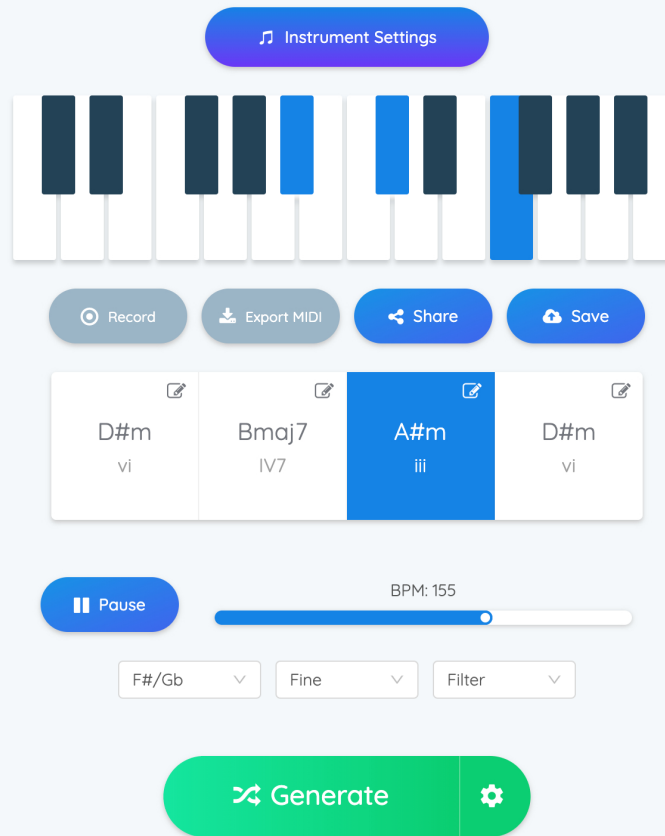 Instrument Settings
Record
Export MIDI
Share
Save
D#m
vi
Bmaj7
IV7
A#m
iii
D#m
vi
Pause
BPM: 155
F#/Gb
Fine
Filter
Generate